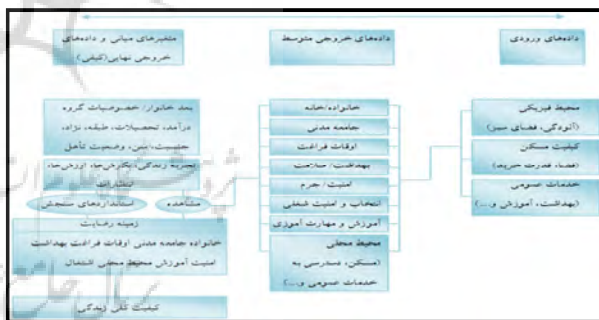 داده‌های ورودی
داده‌های خروجی متوسط
متغیرهای میانی و داده‌های
خروجی نهایی(کیفی)
محیط فیزیکی
(آلودگی، فضای سبز)
کیفیت مسکن
(فضا، قدرت خرید)
خدمات عمومی
(بهداشت، آموزش و...)
خانواده/خانه
جامعه مدنی
اوقات فراغت
بهداشت/ سلامت
امنیت/ جرم
انتخاب و امنیت شغلی
آموزش و مهارت آموزی
محیط محلی
(مسکن، دسترسی به
خدمات عمومی و...)
بعد خانوار/ خصوصیات گروه
درآمد، تحصیلات، طبقه، نژاد،
جنسیت، سن، وضعیت تأهل
تجربه زندگی، نگرش‌ها، ارزش‌ها،
انتظارات
مشاهده
استانداردهای سنجش
زمینه رضایت
خانواده جامعه مدنی اوقات فراغت بهداشت
امنیت آموزش محیط محلی اشتغال
کیفیت کلی زندگی